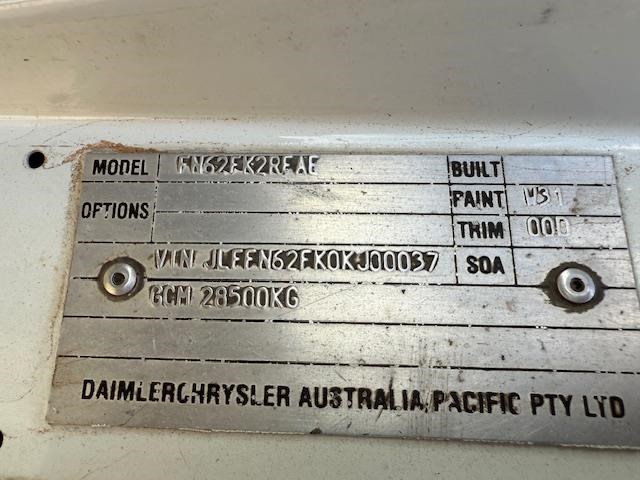 MODEL FN62FK2RFAE BUILT
PAINT W31
OPTIONS TRIM 000
VIN JLFFN62FK0KJ00037 SOA
GCM 28500KG
DAIMLERCHRYSLER AUSTRALIA/PACIFIC PTY LTD